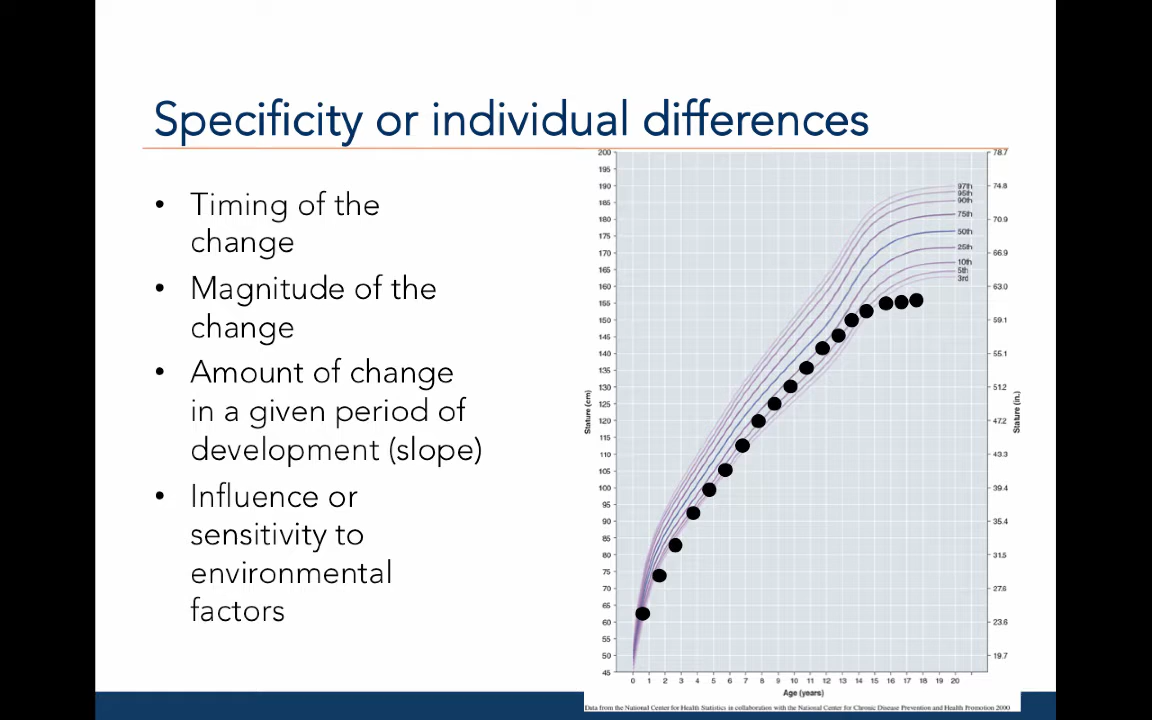 Specificity or individual differences
• Timing of the
change
• Magnitude of the
change
• Amount of change
in a given period of
development (slope)
• Influence or
sensitivity to
environmental
factors
200
195
190
185
180
175
170
165
160
155
150
145
140
135
130
125
120
115
110
105
100
95
90
85
80
75
70
65
60
55
50
45
Stature (cm)
97th
95th
90th
75th
50th
25th
10th
5th
3rd
78.7
74.8
70.9
66.9
63.0
59.1
55.1
51.2
47.2
43.3
39.4
35.4
31.5
27.6
23.6
19.7
Stature (in.)
0 1 2 3 4 5 6 7 8 9 10 11 12 13 14 15 16 17 18 19 20
Age (years)
Data from the National Center for Health Statistics in collaboration with the National Center for Chronic Disease Prevention and Health Promotion 2000